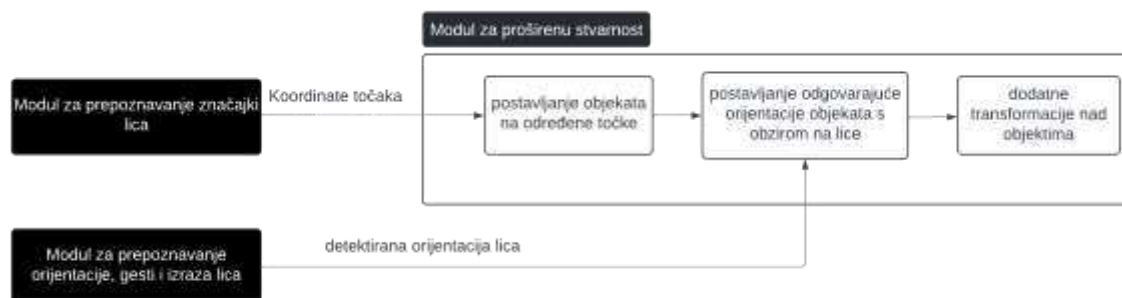 Modul za proširenu stvarnost
Modul za prepoznavanje značajki
lica
Koordinate točaka
postavljanje objekata
na određene točke
postavljanje odgovarajuće
orijentacije objekata s
obzirom na lice
dodatne
transformacije nad
objektima
Modul za prepoznavanje
orijentacije, gesti i izraza lica
detektirana orijentacija lica